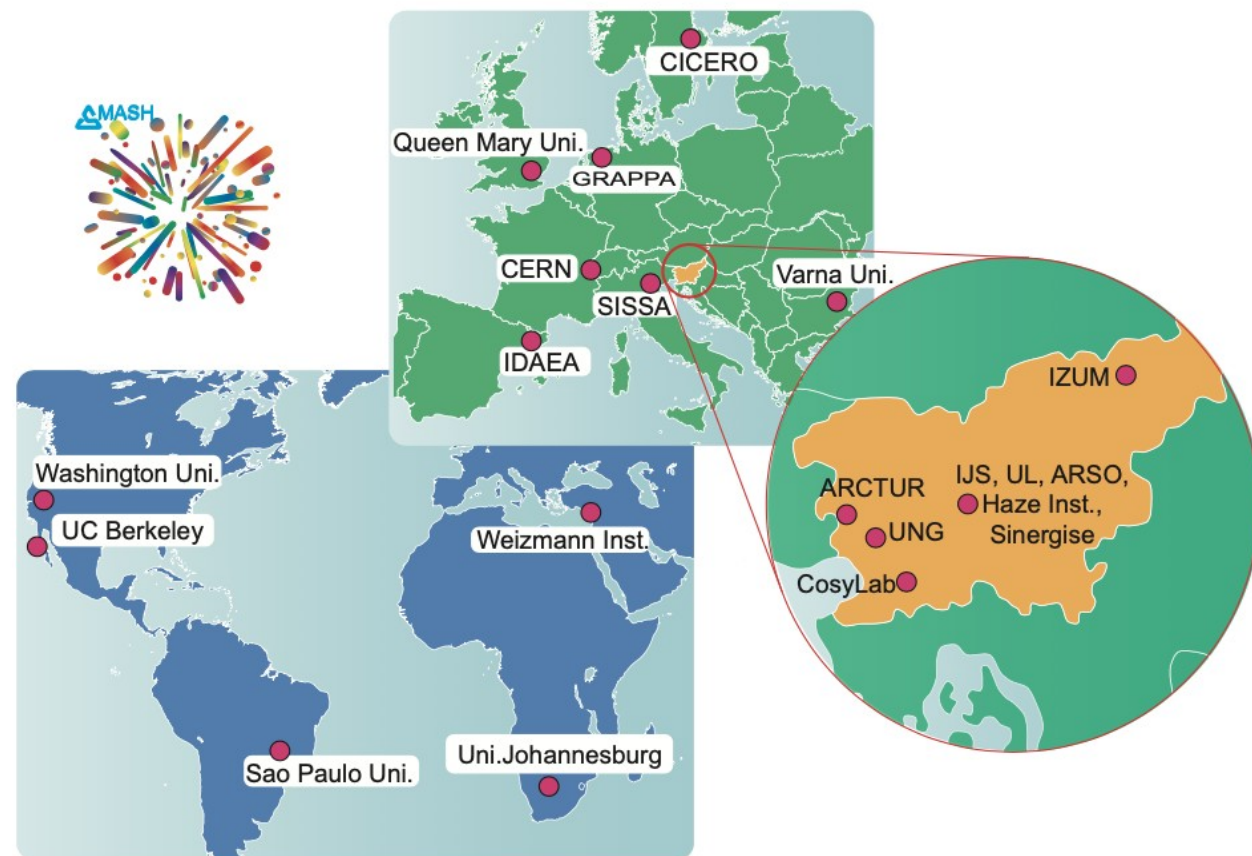 SMASH
CICERO
Queen Mary Uni.
GRAPPA
CERN
SISSA
Varna Uni.
IDAEA
Washington Uni.
UC Berkeley
Weizmann Inst.
Sao Paulo Uni.
Uni.Johannesburg
IZUM
ARCTUR
IJS, UL, ARSO,
Haze Inst.,
Sinergise
UNG
CosyLab